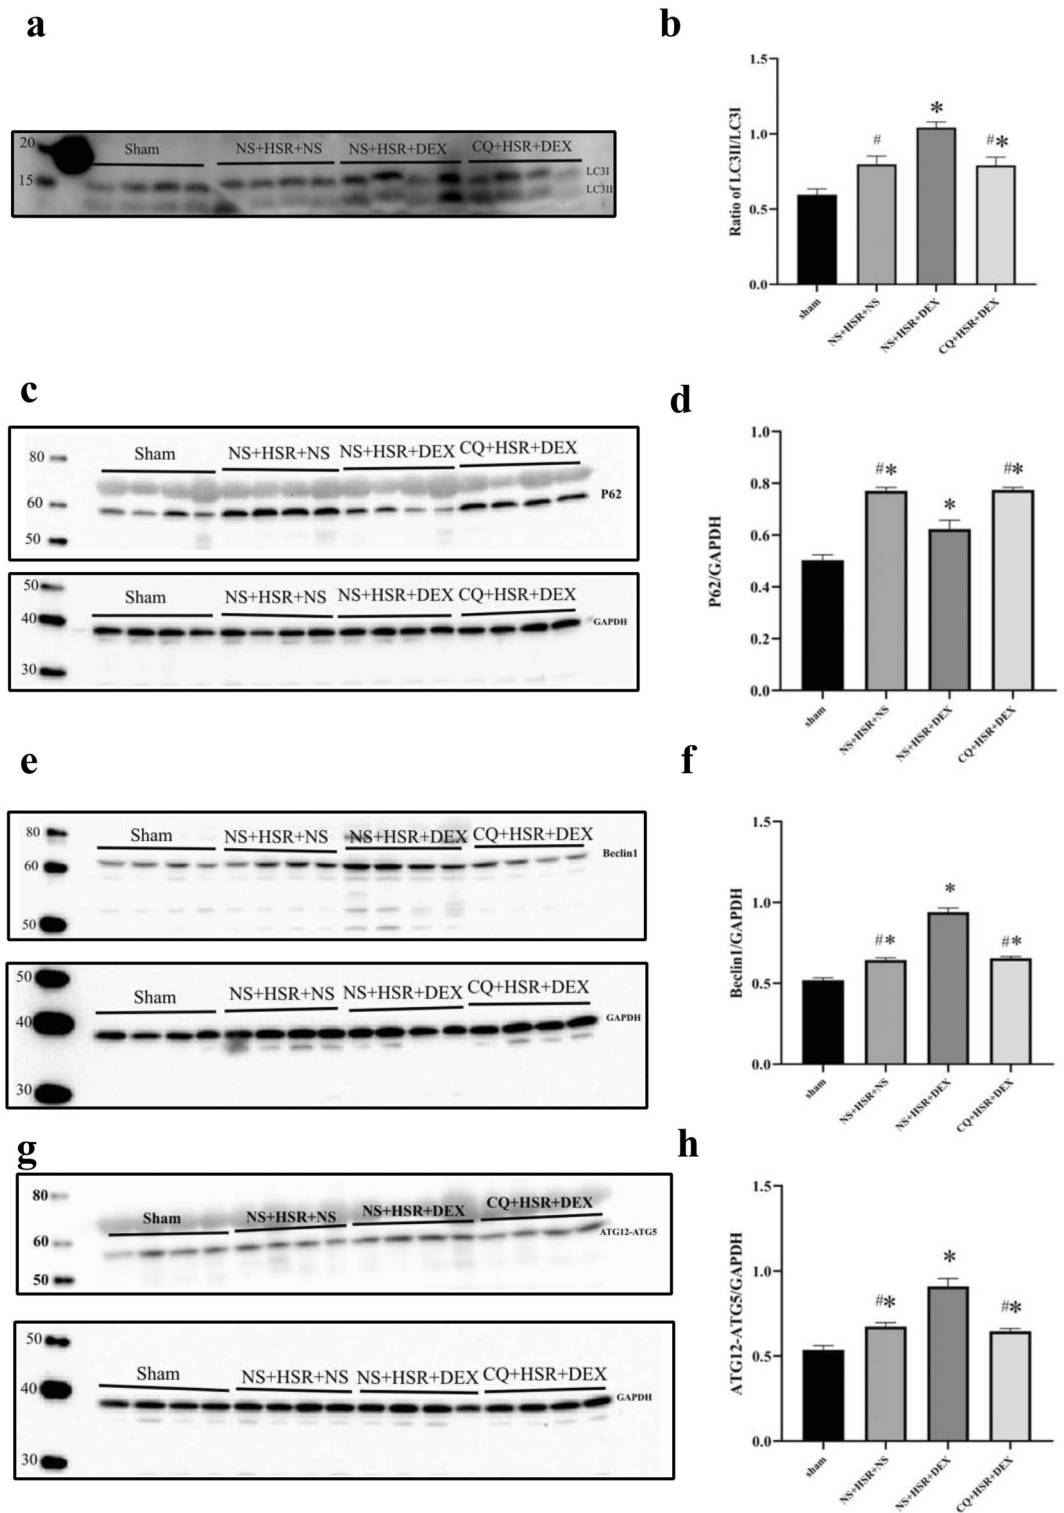 a
20
15
Sham
NS+HSR+NS
NS+HSR+DEX
CQ+HSR+DEX
LC3I
LC3II
b
1.5
1.0
0.5
0.0
Ratio of LC3II/LC3I
#
*
#*
sham
NS+HSR+NS
NS+HSR+DEX
CQ+HSR+DEX
c
80
60
50
Sham
NS+HSR+NS
NS+HSR+DEX
CQ+HSR+DEX
P62
50
40
30
Sham
NS+HSR+NS
NS+HSR+DEX
CQ+HSR+DEX
GAPDH
d
1.0
0.8
0.6
0.4
0.2
0.0
P62/GAPDH
#*
*
#*
sham
NS+HSR+NS
NS+HSR+DEX
CQ+HSR+DEX
e
80
60
50
Sham
NS+HSR+NS
NS+HSR+DEX
CQ+HSR+DEX
Beclin1
50
40
30
Sham
NS+HSR+NS
NS+HSR+DEX
CQ+HSR+DEX
GAPDH
f
1.5
1.0
0.5
0.0
Beclin1/GAPDH
#*
*
#*
sham
NS+HSR+NS
NS+HSR+DEX
CQ+HSR+DEX
g
80
60
50
Sham
NS+HSR+NS
NS+HSR+DEX
CQ+HSR+DEX
ATG12-ATG5
50
40
30
Sham
NS+HSR+NS
NS+HSR+DEX
CQ+HSR+DEX
GAPDH
h
1.5
1.0
0.5
0.0
ATG12-ATG5/GAPDH
#*
*
#*
sham
NS+HSR+NS
NS+HSR+DEX
CQ+HSR+DEX